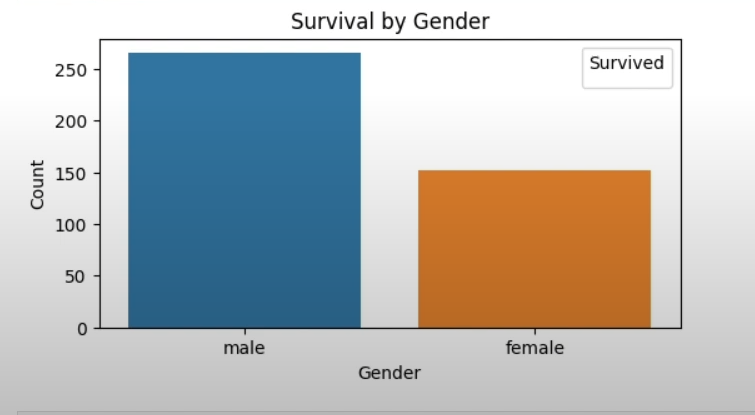 Survival by Gender
Survived
250
200
150
100
50
0
Count
male female
Gender